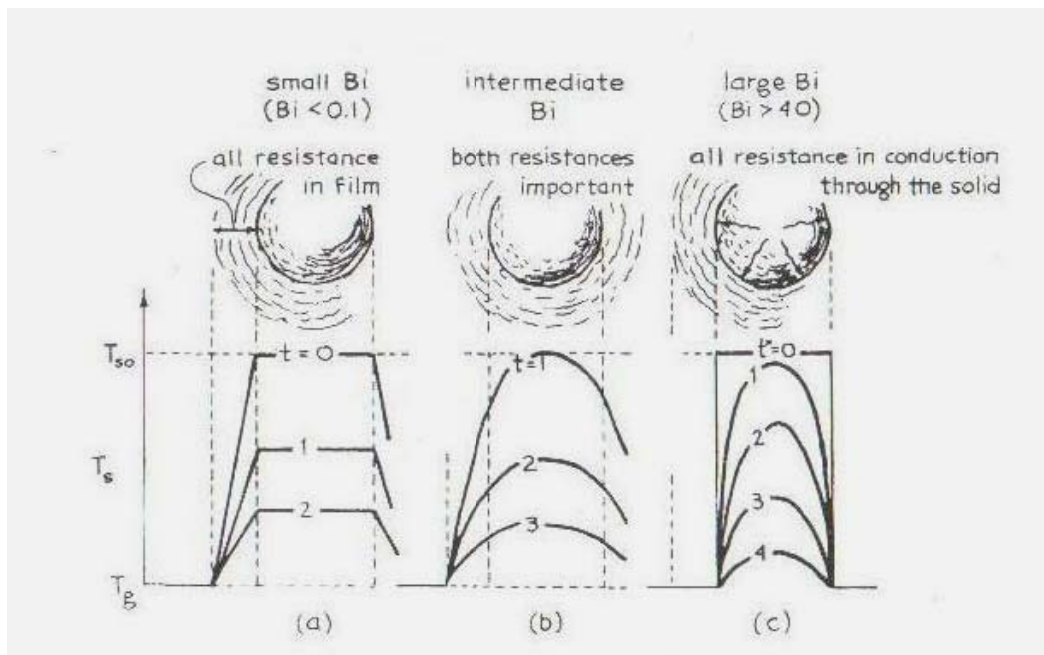 small Bi
(Bi < 0.1)
intermediate
Bi
large Bi
(Bi > 40)
all resistance
in film
both resistances
important
all resistance in conduction
through the solid
Tso
t = 0
t=1
t=0
1
1
2
2
Ts
2
3
3
4
Tg
(a)
(b)
(c)